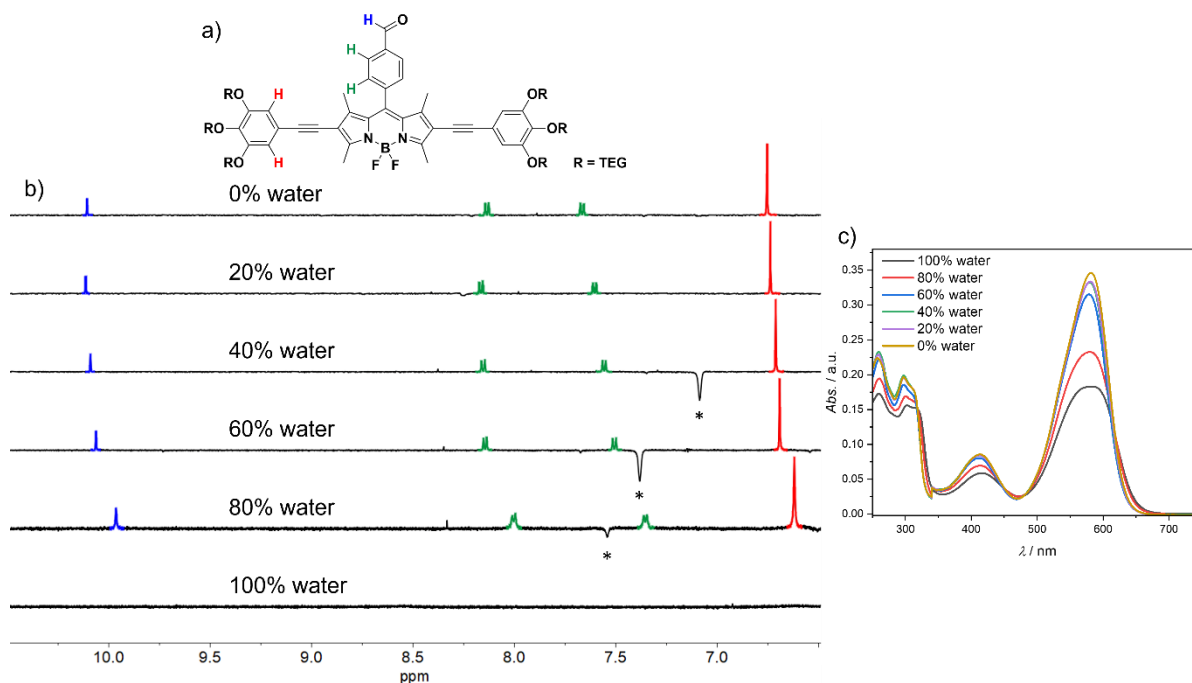 a)
H
O
H
H
RO
H
RO
RO
H
N
N
B
F
F
OR
OR
OR
R = TEG
b)
0% water
20% water
40% water
*
60% water
*
80% water
*
100% water
10.0 9.5 9.0 8.5 8.0 7.5 7.0
ppm
c)
100% water
80% water
60% water
40% water
20% water
0% water
0.35
0.30
0.25
0.20
0.15
0.10
0.05
0.00
Abs. / a.u.
300 400 500 600 700
λ / nm